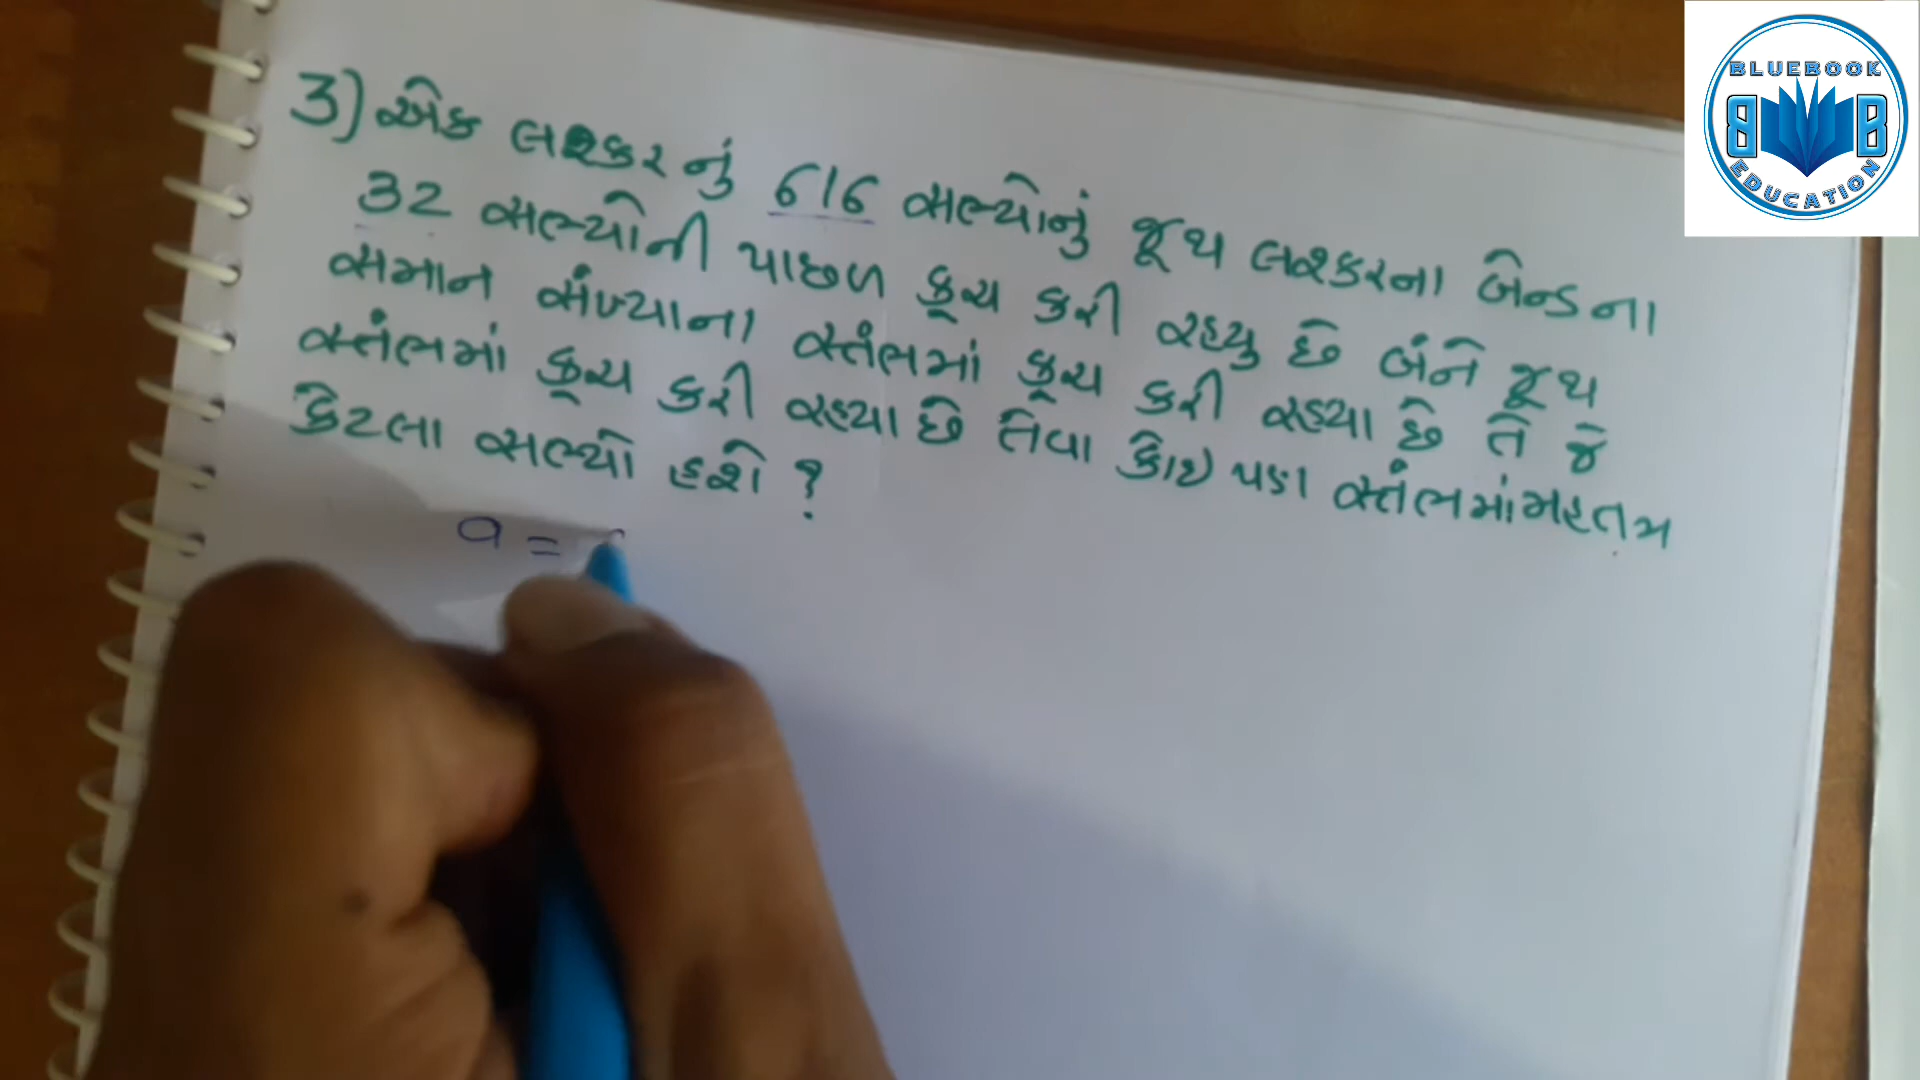 3) એક લશ્કરનું 616 સભ્યોનું જૂથ લશ્કરના બેન્ડના
32 સભ્યોની પાછળ કૂચ કરી રહ્યુ છે બંને જૂથ
સમાન સંખ્યાના સ્તંભમાં કૂચ કરી રહ્યા છે તે જે
સ્તંભમાં કૂચ કરી રહ્યા છે તેવા કોઇ પણ સ્તંભમાં મહત્તમ
કેટલા સભ્યો હશે ?
a =
BLUEBOOK
BB
EDUCATION